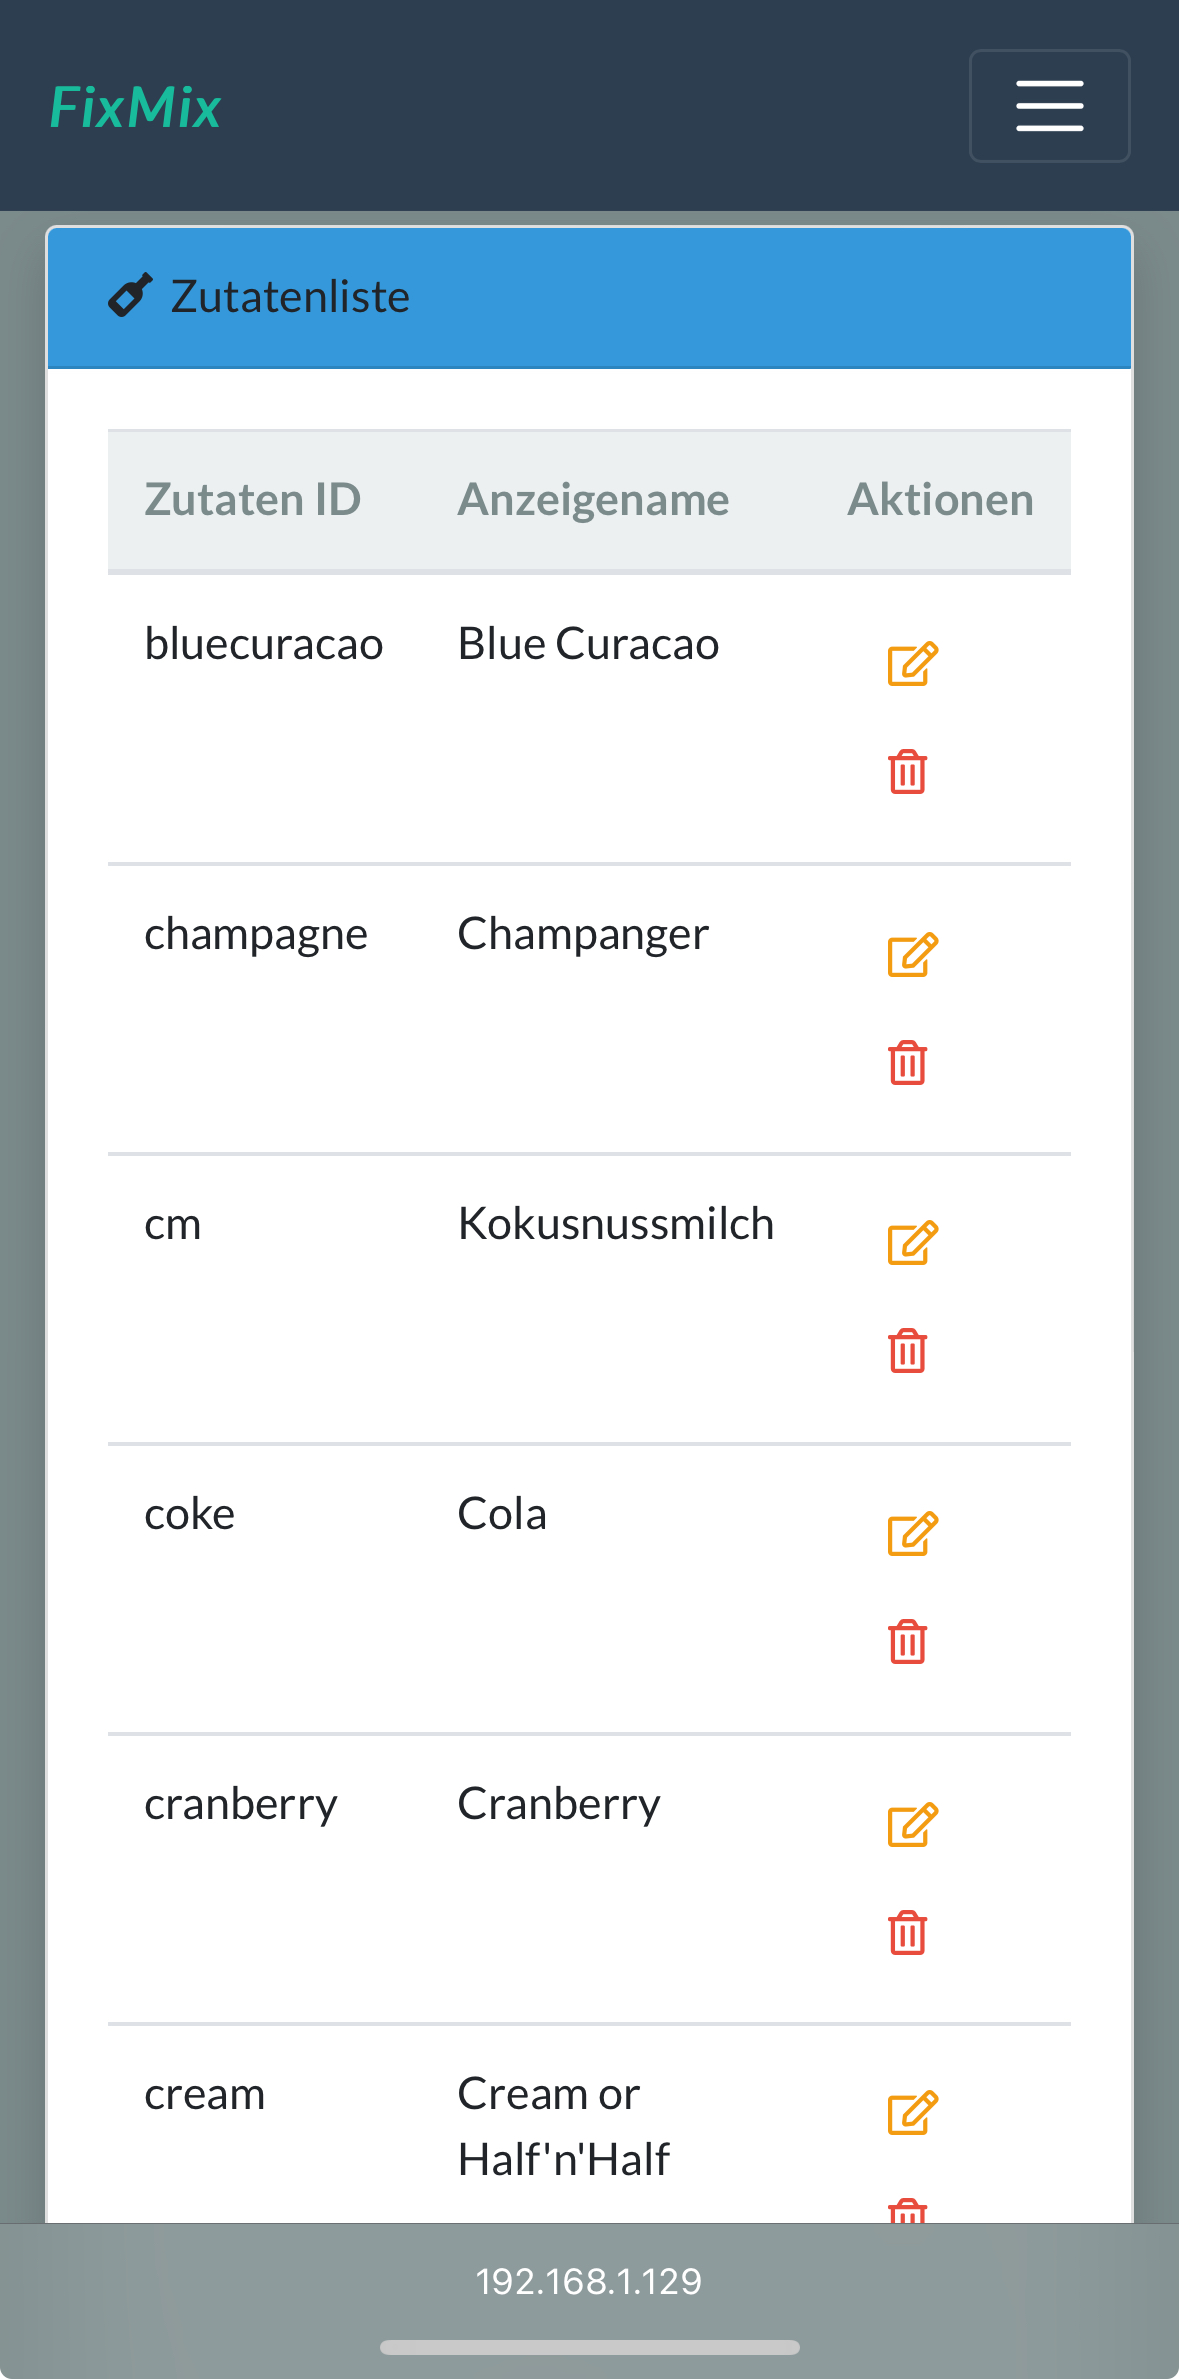 FixMix
Zutatenliste
Zutaten ID Anzeigename Aktionen
bluecuracao Blue Curacao
champagne Champanger
cm Kokusnussmilch
coke Cola
cranberry Cranberry
cream Cream or
Half'n'Half
192.168.1.129